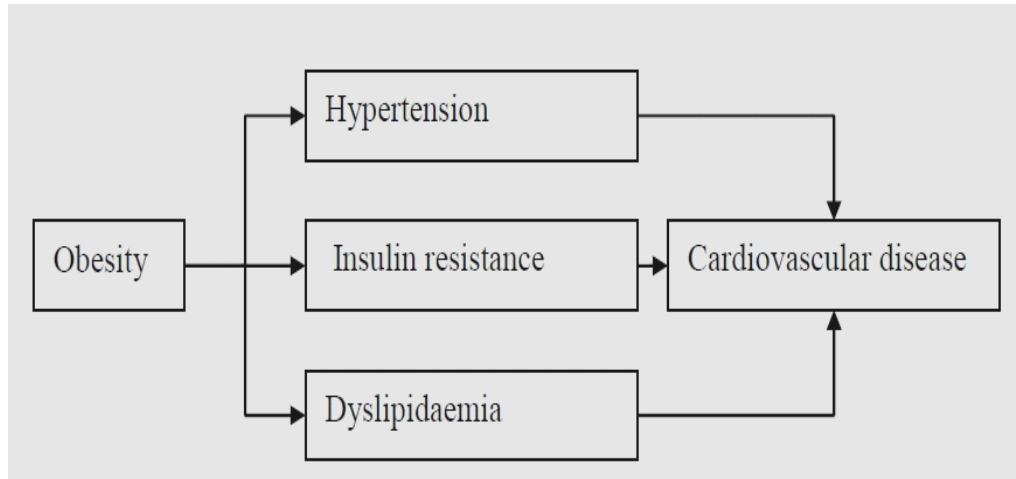 Hypertension
Obesity
Insulin resistance
Cardiovascular disease
Dyslipidaemia